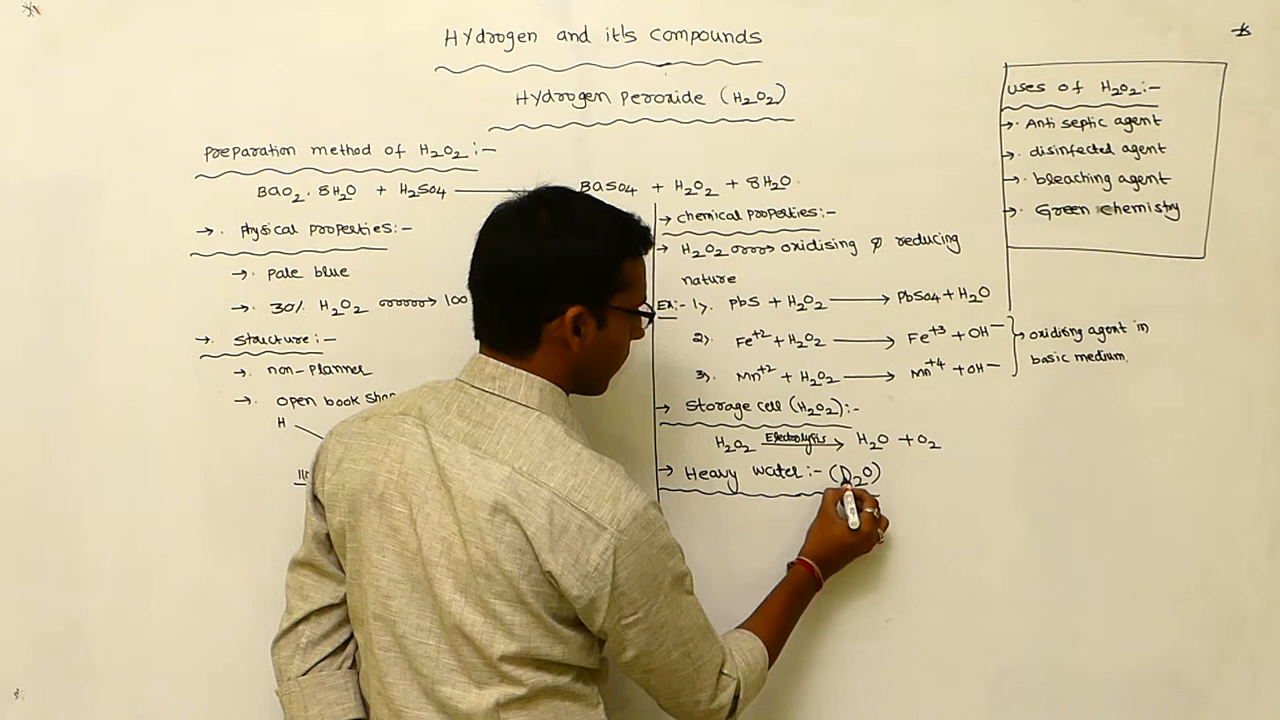 Hydrogen and it's compounds
Hydrogen peroxide (H₂O₂)
preparation method of H₂O₂:-
BaO₂. 8H₂O + H₂SO₄ ⟶ BaSO₄ + H₂O₂ + 8H₂O
→. Physical properties:-
→. pale blue
→. 30% H₂O₂ → 100
→. structure:-
→. non-planner
→. open book
H
→ chemical properties:-
→ H₂O₂ → oxidising & reducing
nature
Ex:- 1). PbS + H₂O₂ ⟶ PbSO₄ + H₂O
2). Fe⁺² + H₂O₂ ⟶ Fe⁺³ + OH⁻
3). Mn⁺² + H₂O₂ ⟶ Mn⁺⁴ + OH⁻
oxidising agent in
basic medium.
→ Storage cell (H₂O₂):-
H₂O₂ Electrolysis → H₂O + O₂
→ Heavy water:- (D₂O)
uses of H₂O₂:-
→. Anti septic agent
→. disinfected agent
→. bleaching agent
→. Green chemistry